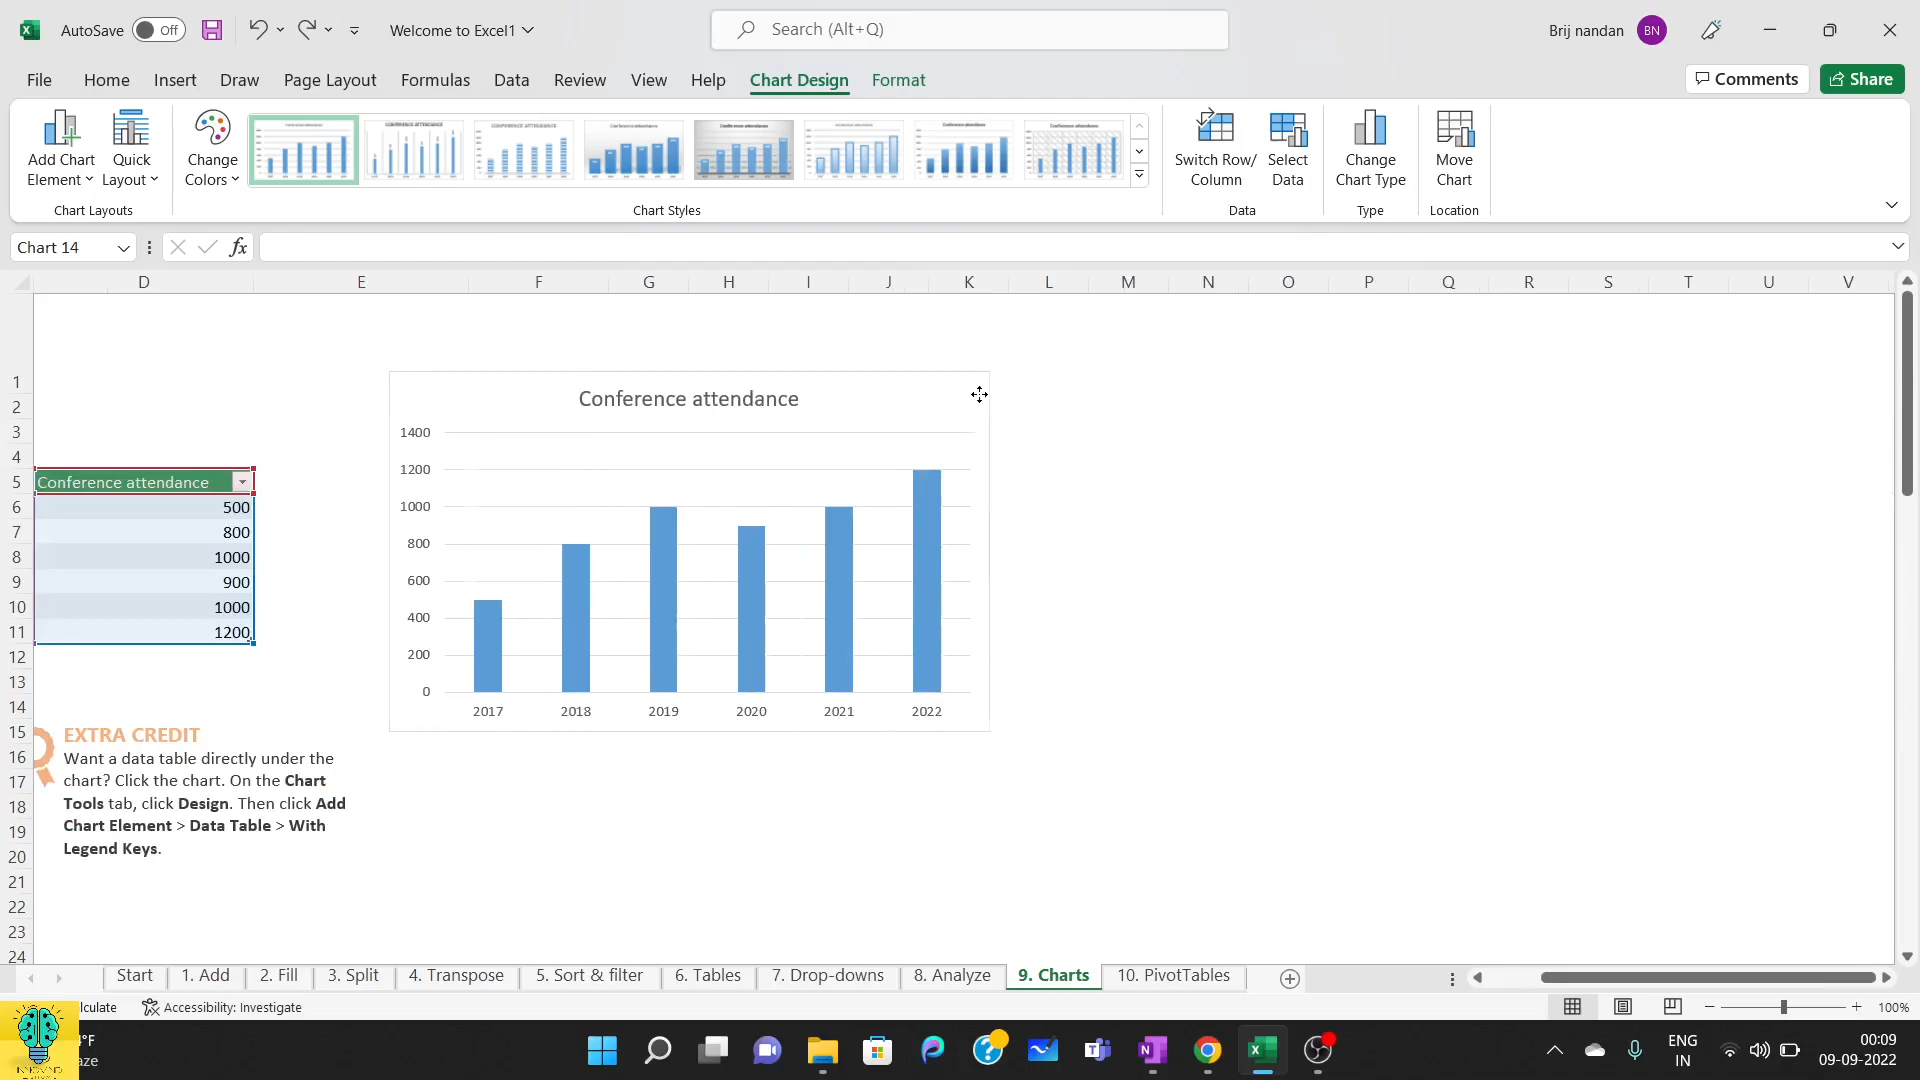 AutoSave Off
Welcome to Excel1
Search (Alt+Q)
Brij nandan BN
File Home Insert Draw Page Layout Formulas Data Review View Help Chart Design Format
Comments Share
Add Chart
Element
Quick
Layout
Change
Colors
Switch Row/
Column
Select
Data
Change
Chart Type
Move
Chart
Chart Layouts
Chart Styles
Data
Type
Location
Chart 14
fx
D E F G H I J K L M N O P Q R S T U V
1
2
3
4
5 Conference attendance
6 500
7 800
8 1000
9 900
10 1000
11 1200
12
13
14
15
16
17
18
19
20
21
22
23
24
Conference attendance
1400
1200
1000
800
600
400
200
0
2017 2018 2019 2020 2021 2022
EXTRA CREDIT
Want a data table directly under the
chart? Click the chart. On the Chart
Tools tab, click Design. Then click Add
Chart Element > Data Table > With
Legend Keys.
Start 1. Add 2. Fill 3. Split 4. Transpose 5. Sort & filter 6. Tables 7. Drop-downs 8. Analyze 9. Charts 10. PivotTables
lculate Accessibility: Investigate
100%
4°F
aze
ENG
IN
00:09
09-09-2022